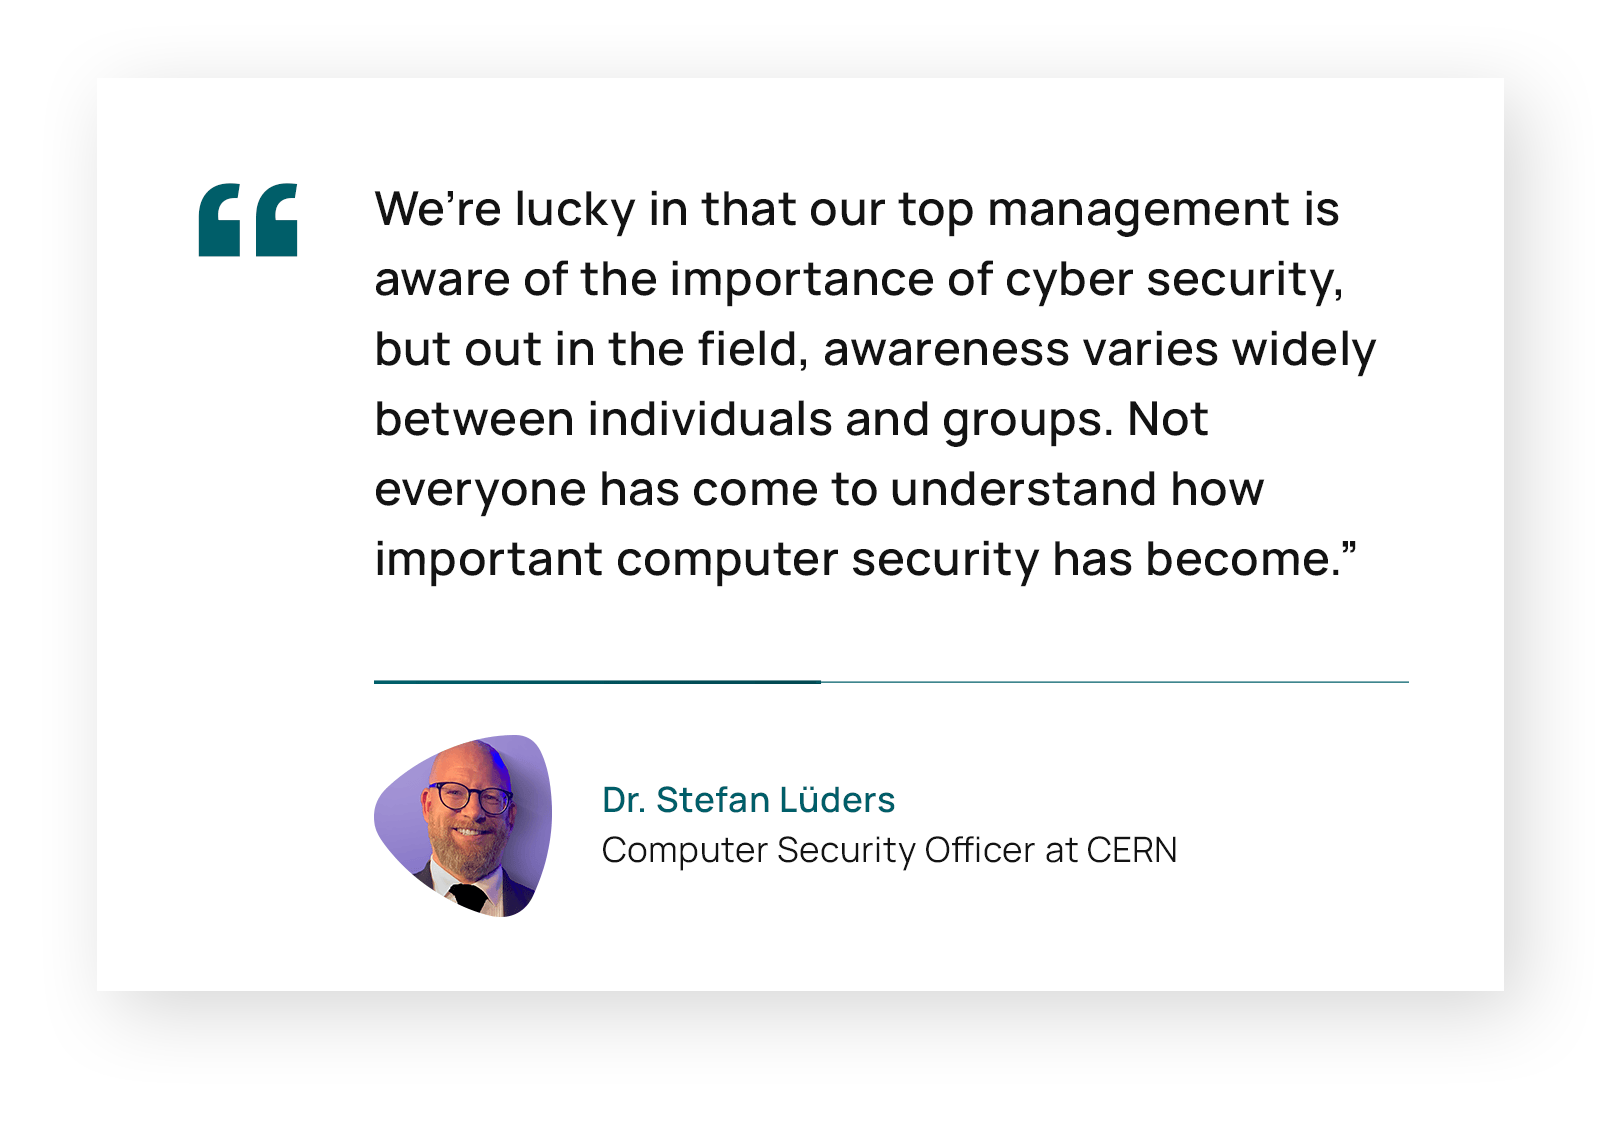 “
We’re lucky in that our top management is
aware of the importance of cyber security,
but out in the field, awareness varies widely
between individuals and groups. Not
everyone has come to understand how
important computer security has become.”
Dr. Stefan Lüders
Computer Security Officer at CERN